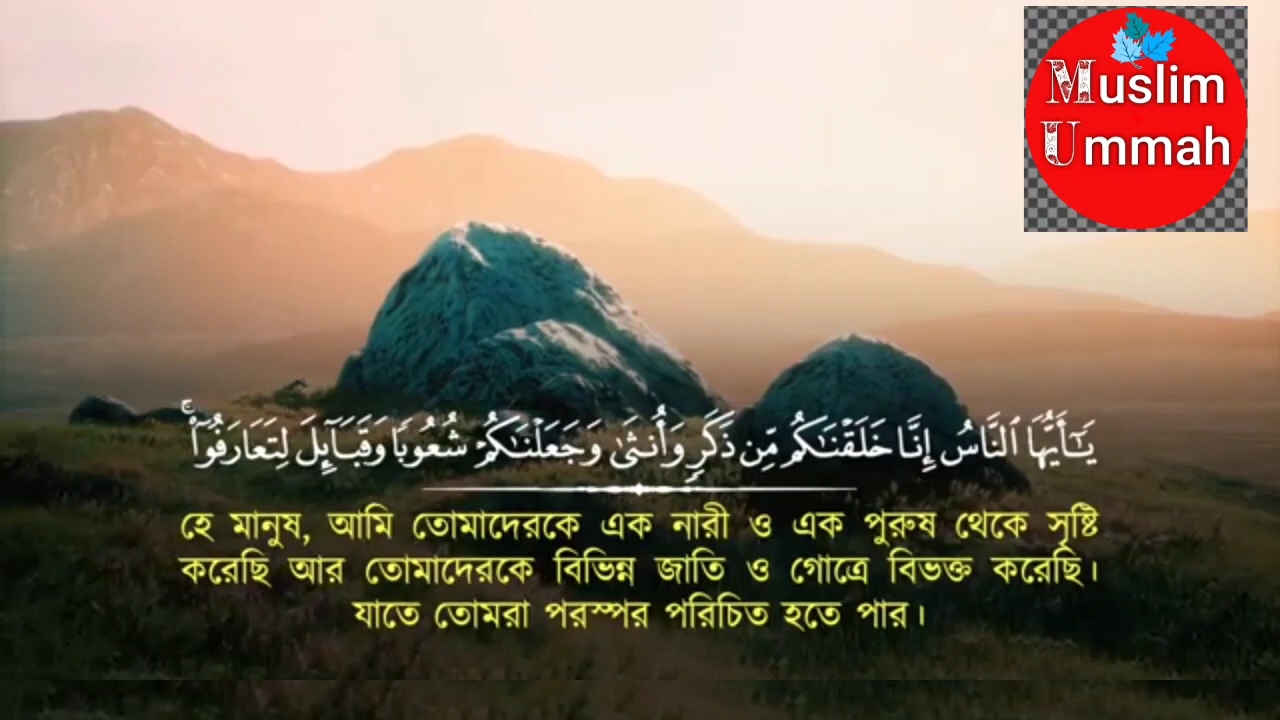 Muslim
Ummah
يَـٰٓأَيُّهَا ٱلنَّاسُ إِنَّا خَلَقْنَـٰكُم مِّن ذَكَرٍ وَأُنثَىٰ وَجَعَلْنَـٰكُمْ شُعُوبًا وَقَبَآئِلَ لِتَعَارَفُوٓا۟ ۚ
হে মানুষ, আমি তোমাদেরকে এক নারী ও এক পুরুষ থেকে সৃষ্টি
করেছি আর তোমাদেরকে বিভিন্ন জাতি ও গোত্রে বিভক্ত করেছি।
যাতে তোমরা পরস্পর পরিচিত হতে পার।